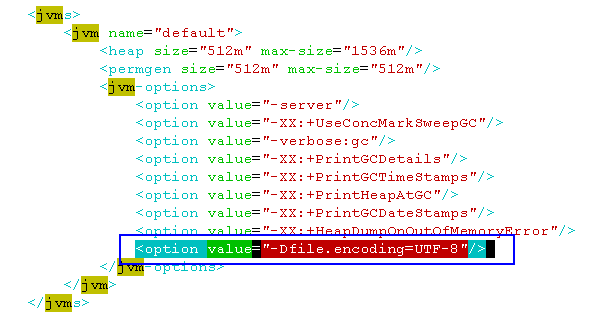 <jvms>
<jvm name="default">
<heap size="512m" max-size="1536m"/>
<permgen size="512m" max-size="512m"/>
<jvm-options>
<option value="-server"/>
<option value="-XX:+UseConcMarkSweepGC"/>
<option value="-verbose:gc"/>
<option value="-XX:+PrintGCDetails"/>
<option value="-XX:+PrintGCTimeStamps"/>
<option value="-XX:+PrintHeapAtGC"/>
<option value="-XX:+PrintGCDateStamps"/>
<option value="-XX:+HeapDumpOnOutOfMemoryError"/>
<option value="-Dfile.encoding=UTF-8"/>
</jvm-options>
</jvm>
</jvms>